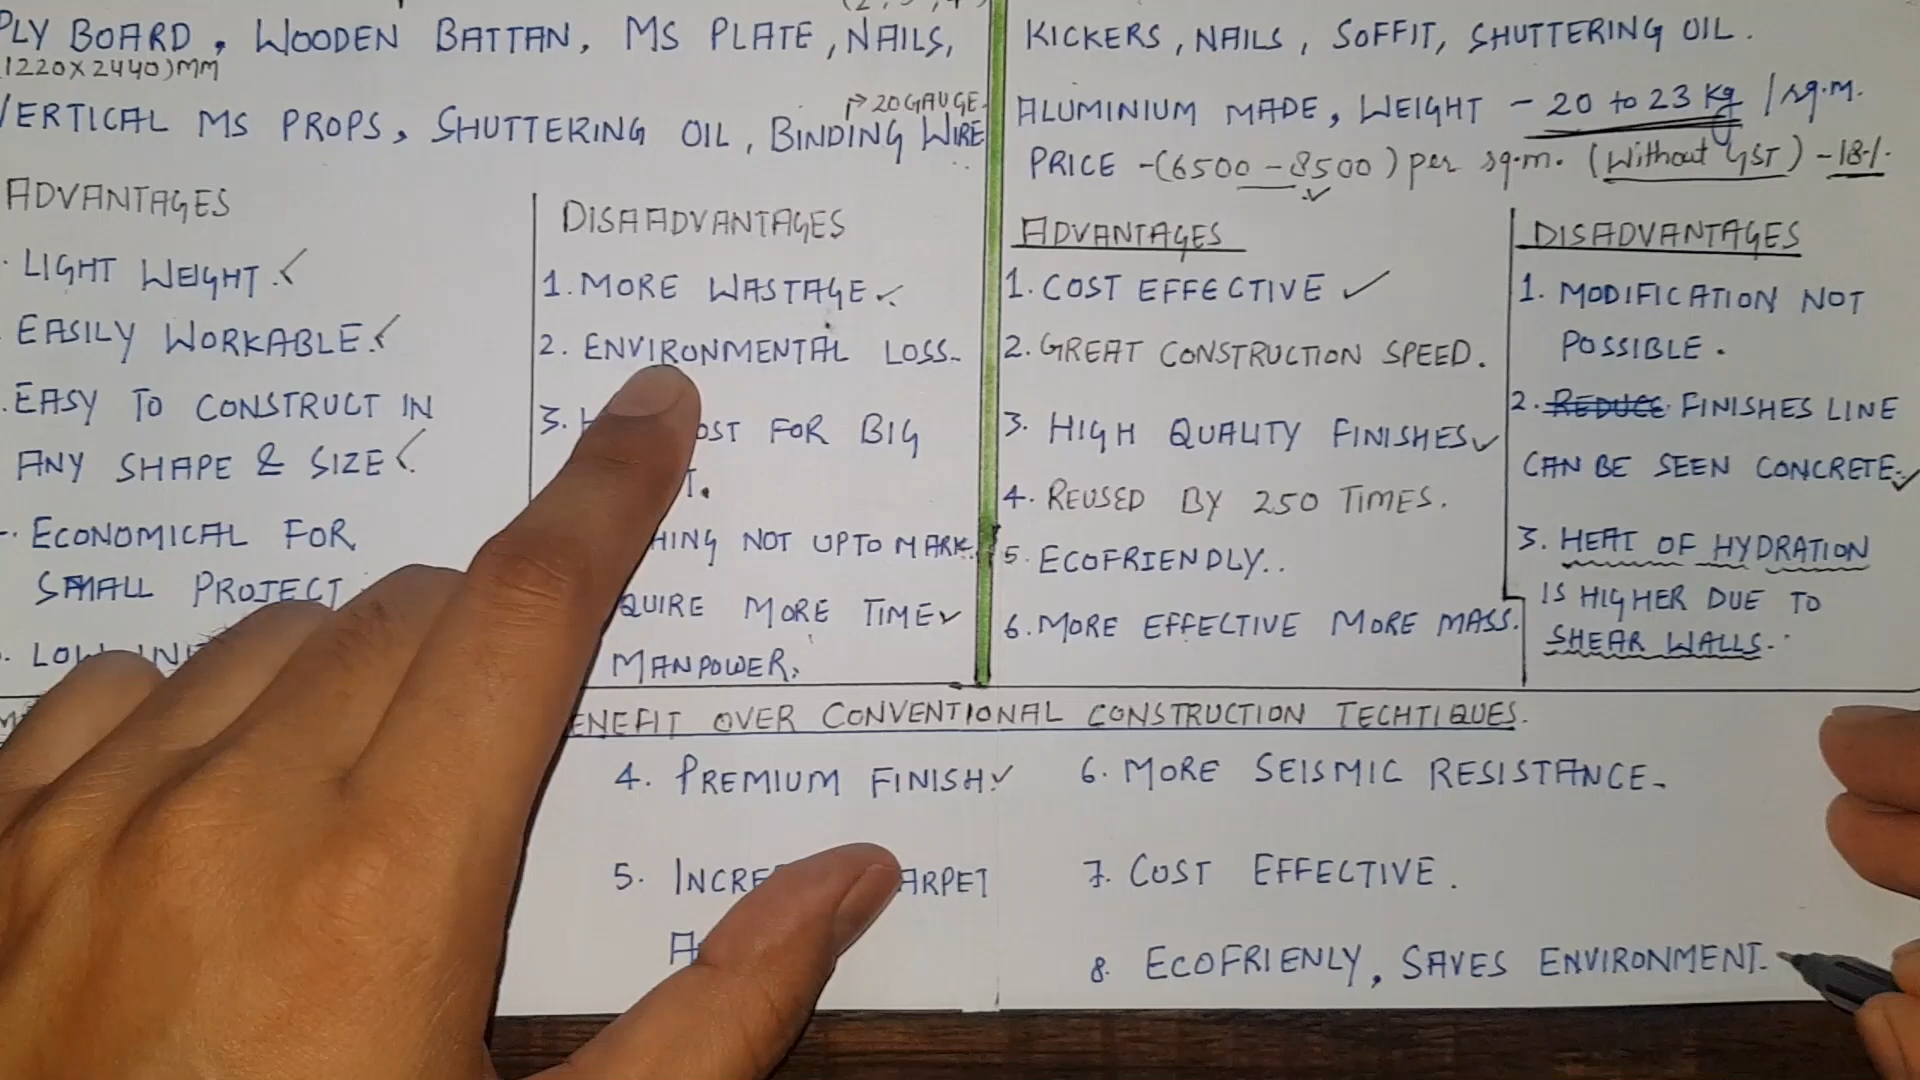 PLY BOARD, WOODEN BATTAN, MS PLATE, NAILS,
(1220X2440)MM
VERTICAL MS PROPS, SHUTTERING OIL, BINDING WIRE
20 GAUGE
ADVANTAGES
LIGHT WEIGHT.
EASILY WORKABLE.
EASY TO CONSTRUCT IN
ANY SHAPE & SIZE
ECONOMICAL FOR
SMALL PROJECT
LOW
DISAADVANTAGES
1. MORE WASTAGE
2. ENVIRONMENTAL LOSS.
3. FOR BIG
NOT UPTO MARK.
MORE TIME
MANPOWER.
KICKERS, NAILS, SOFFIT, SHUTTERING OIL.
ALUMINIUM MADE, WEIGHT - 20 to 23 Kg /sq.m.
PRICE -(6500-8500) per sq.m. (Without GST) - 18%
ADVANTAGES
1. COST EFFECTIVE
2. GREAT CONSTRUCTION SPEED.
3. HIGH QUALITY FINISHES
4. REUSED BY 250 TIMES.
5. ECOFRIENDLY..
6. MORE EFFECTIVE MORE MASS.
DISADVANTAGES
1. MODIFICATION NOT
POSSIBLE.
2. REDUCE FINISHES LINE
CAN BE SEEN CONCRETE.
3. HEAT OF HYDRATION
IS HIGHER DUE TO
SHEAR WALLS.
ENEFIT OVER CONVENTIONAL CONSTRUCTION TECHTIQUES.
4. PREMIUM FINISH
5.
6. MORE SEISMIC RESISTANCE.
7. COST EFFECTIVE.
8. ECOFRIENLY, SAVES ENVIRONMENT.